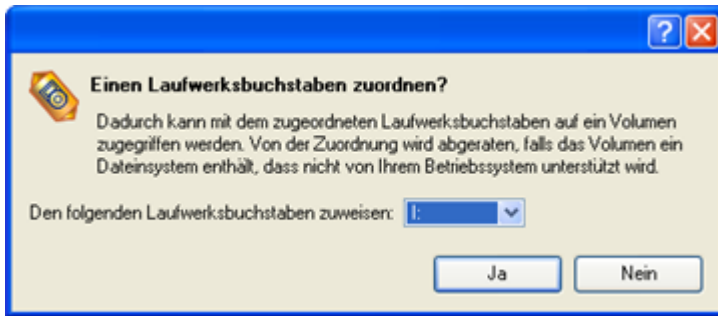 Einen Laufwerksbuchstaben zuordnen?
Dadurch kann mit dem zugeordneten Laufwerksbuchstaben auf ein Volumen
zugegriffen werden. Von der Zuordnung wird abgeraten, falls das Volumen ein
Dateinsystem enthält, dass nicht von Ihrem Betriebssystem unterstützt wird.
Den folgenden Laufwerksbuchstaben zuweisen: I:
Ja Nein